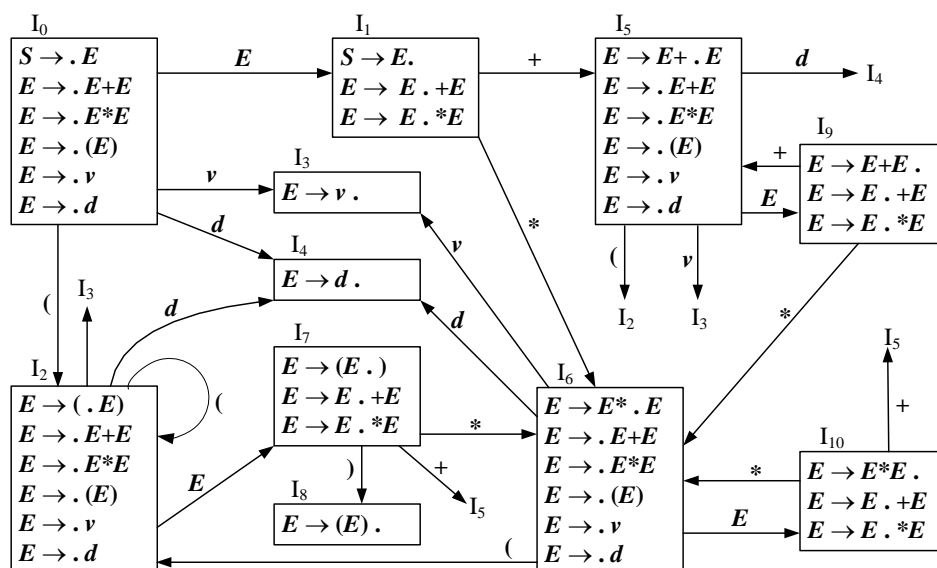 I0
S → . E
E → . E+E
E → . E*E
E → . (E)
E → . v
E → . d
E
I1
S → E.
E → E . +E
E → E . *E
+
I5
E → E+ . E
E → . E+E
E → . E*E
E → . (E)
E → . v
E → . d
d
I4
I9
E → E+E .
E → E . +E
E → E . *E
+
E
v
I3
E → v .
d
I4
E → d .
*
v
d
(
I2
v
I3
*
(
I3
d
(
I2
E → ( . E)
E → . E+E
E → . E*E
E → . (E)
E → . v
E → . d
E
I7
E → (E . )
E → E . +E
E → E . *E
*
)
+
I5
I8
E → (E) .
(
I6
E → E* . E
E → . E+E
E → . E*E
E → . (E)
E → . v
E → . d
*
E
I5
+
I10
E → E*E .
E → E . +E
E → E . *E